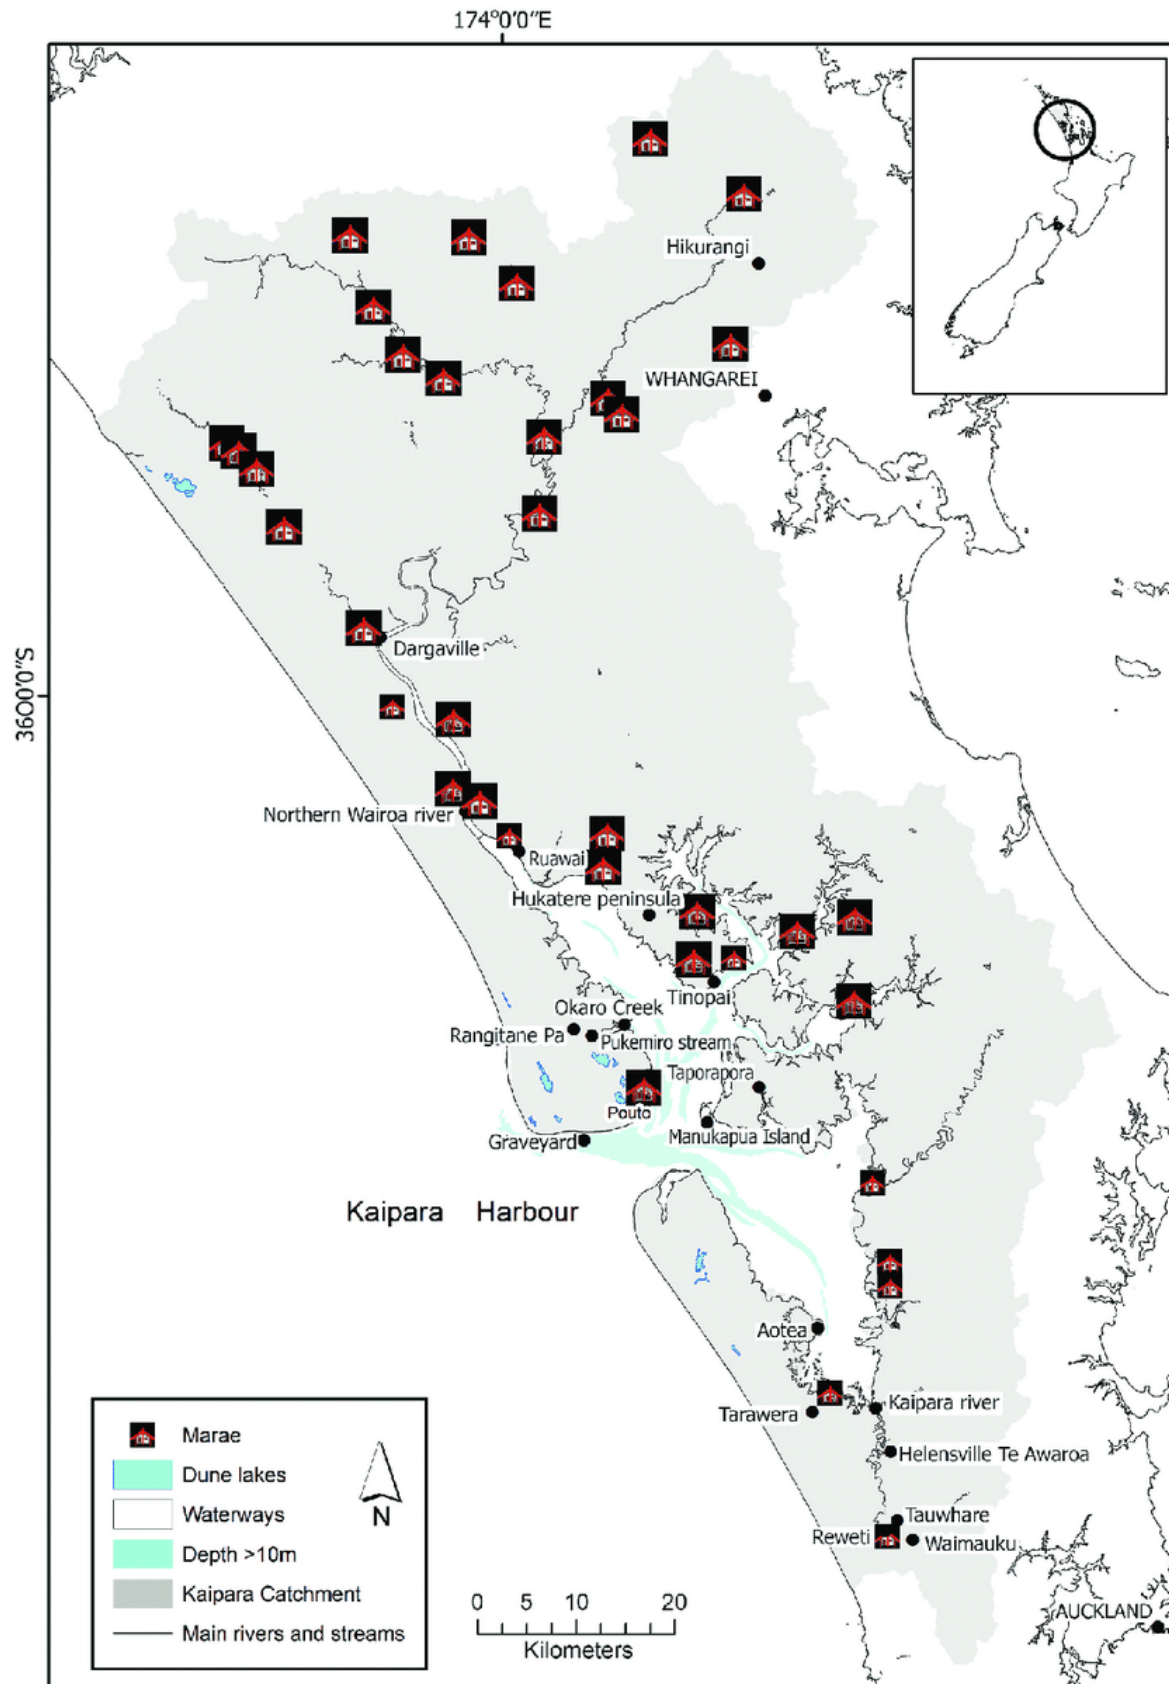 174°0'0"E
Hikurangi
WHANGAREI
Dargaville
3600'0"S
Northern Wairoa river
Ruawai
Hukatere peninsula
Tinopai
Okaro Creek
Rangitane Pa
Pukemiro stream
Taporapora
Pouto
Manukapua Island
Graveyard
Kaipara Harbour
Aotea
Kaipara river
Tarawera
Helensville Te Awaroa
Tauwhare
Reweti
Waimauku
AUCKLAND
Marae
Dune lakes
Waterways
Depth >10m
Kaipara Catchment
Main rivers and streams
N
0 5 10 20
Kilometers